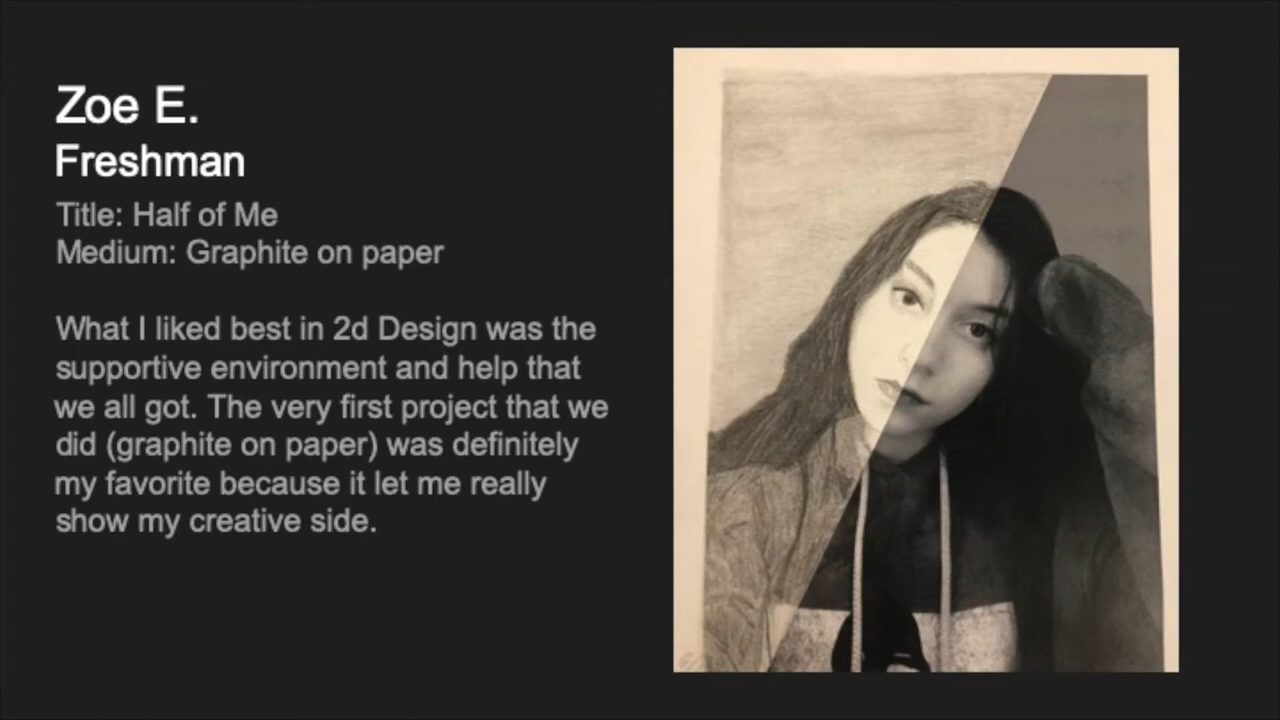 Zoe E.
Freshman
Title: Half of Me
Medium: Graphite on paper
What I liked best in 2d Design was the
supportive environment and help that
we all got. The very first project that we
did (graphite on paper) was definitely
my favorite because it let me really
show my creative side.